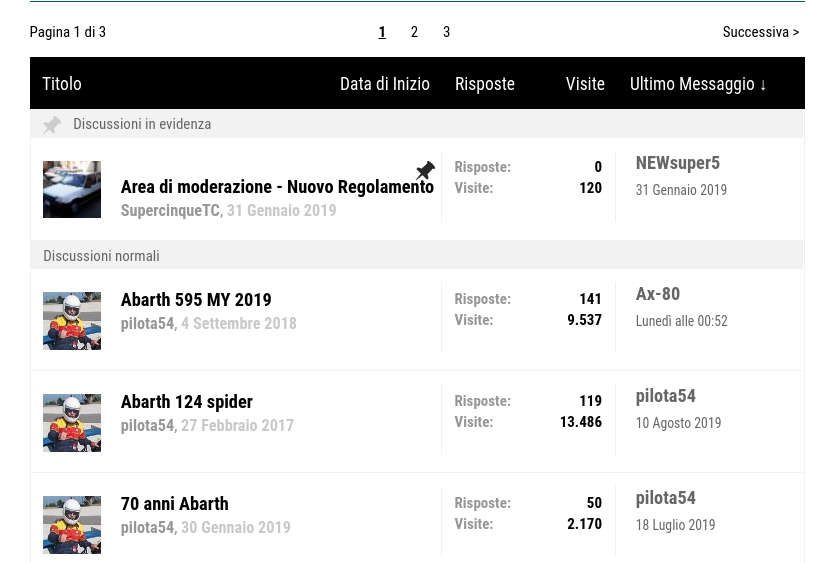 Pagina 1 di 3 1 2 3 Successiva >
Titolo Data di Inizio Risposte Visite Ultimo Messaggio ↓
Discussioni in evidenza
Area di moderazione - Nuovo Regolamento
SupercinqueTC, 31 Gennaio 2019
Risposte: 0
Visite: 120
NEWsuper5
31 Gennaio 2019
Discussioni normali
Abarth 595 MY 2019
pilota54, 4 Settembre 2018
Risposte: 141
Visite: 9.537
Ax-80
Lunedì alle 00:52
Abarth 124 spider
pilota54, 27 Febbraio 2017
Risposte: 119
Visite: 13.486
pilota54
10 Agosto 2019
70 anni Abarth
pilota54, 30 Gennaio 2019
Risposte: 50
Visite: 2.170
pilota54
18 Luglio 2019